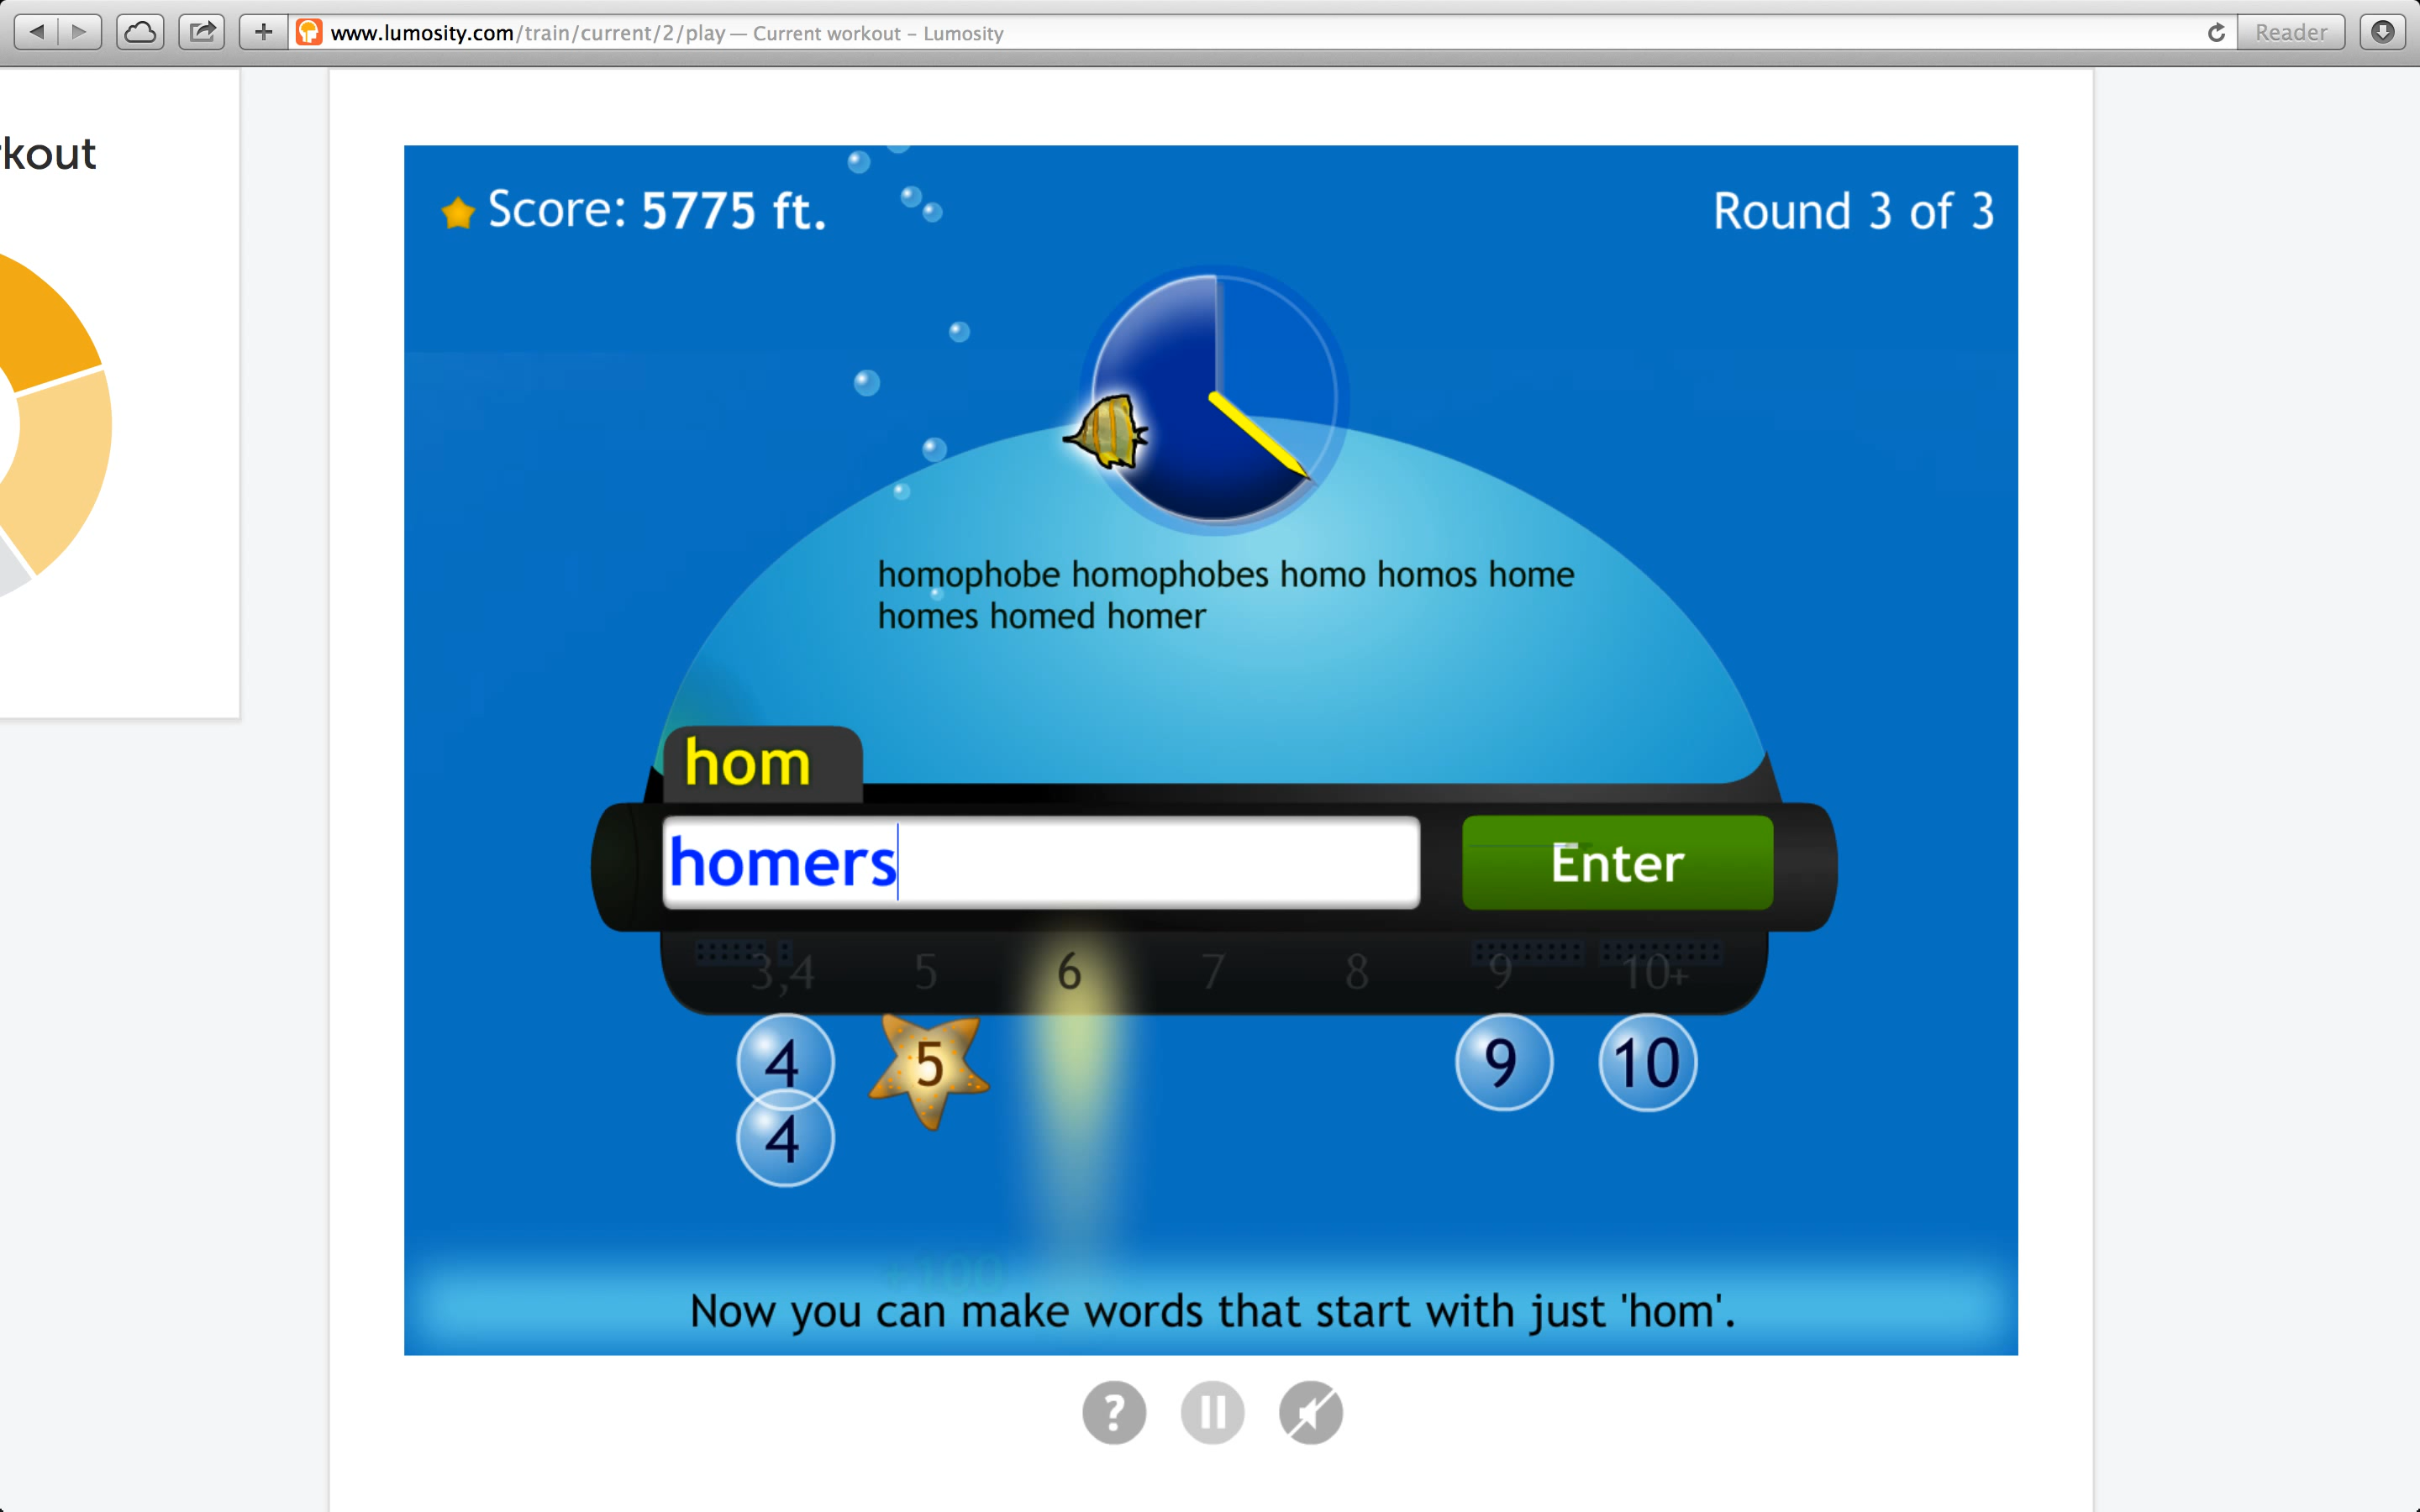 www.lumosity.com/train/current/2/play — Current workout – Lumosity
Reader
kout
Score: 5775 ft.
Round 3 of 3
homophobe homophobes homo homos home
homes homed homer
hom
homers
Enter
3,4 5 6 7 8 9 10+
4 5 9 10
4
+100
Now you can make words that start with just 'hom'.
?